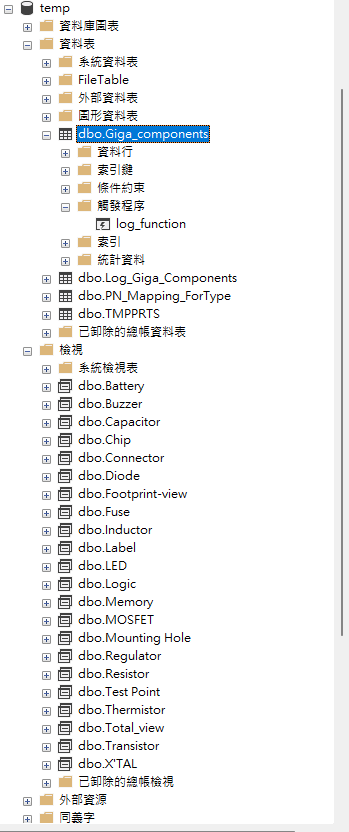 temp
資料庫圖表
資料表
系統資料表
FileTable
外部資料表
圖形資料表
dbo.Giga_components
資料行
索引鍵
條件約束
觸發程序
log_function
索引
統計資料
dbo.Log_Giga_Components
dbo.PN_Mapping_ForType
dbo.TMPPRTS
已卸除的總帳資料表
檢視
系統檢視表
dbo.Battery
dbo.Buzzer
dbo.Capacitor
dbo.Chip
dbo.Connector
dbo.Diode
dbo.Footprint-view
dbo.Fuse
dbo.Inductor
dbo.Label
dbo.LED
dbo.Logic
dbo.Memory
dbo.MOSFET
dbo.Mounting Hole
dbo.Regulator
dbo.Resistor
dbo.Test Point
dbo.Thermistor
dbo.Total_view
dbo.Transistor
dbo.X'TAL
已卸除的總帳檢視
外部資源
同義字